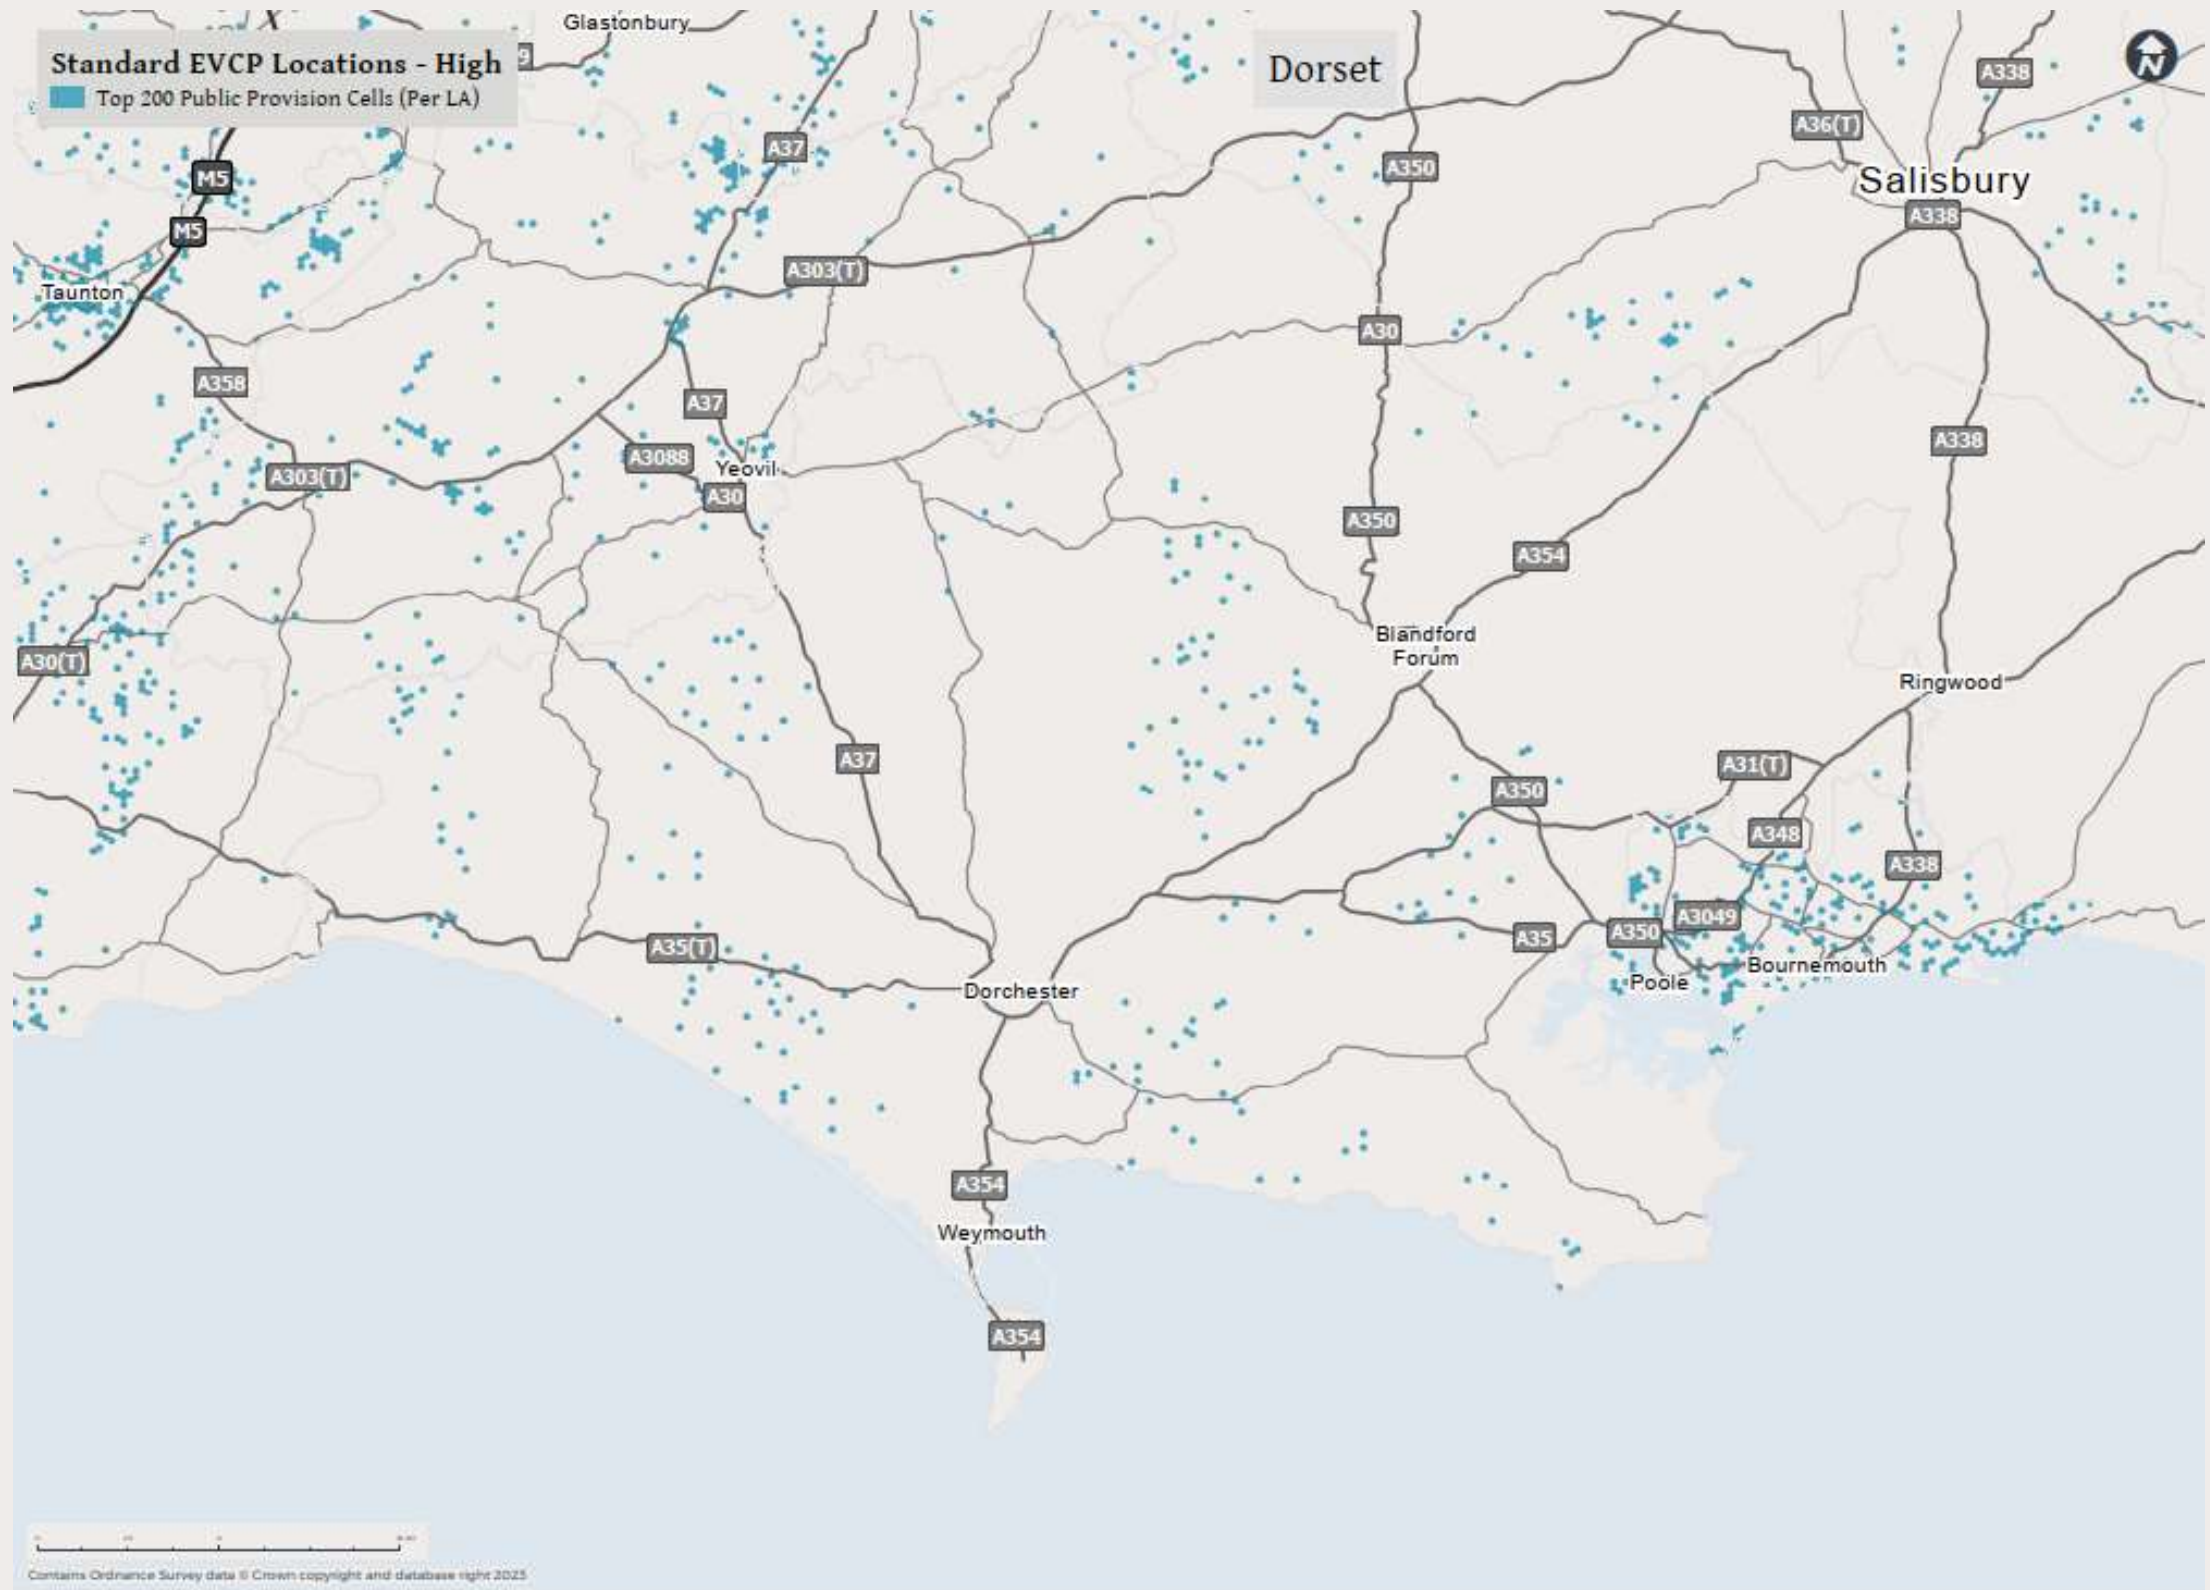 Glastonbury
9
Standard EVCP Locations - High
Top 200 Public Provision Cells (Per LA)
Dorset
N
A338
A36(T)
A37
A350
M5
Salisbury
A338
M5
A303(T)
Taunton
A30
A358
A37
A338
A3088
Yeovil
A303(T)
A30
A350
A354
Blandford
Forum
A30(T)
Ringwood
A37
A31(T)
A350
A348
A338
A3049
A350
A35
A35(T)
Bournemouth
Poole
Dorchester
A354
Weymouth
A354
Contains Ordnance Survey data © Crown copyright and database right 2023